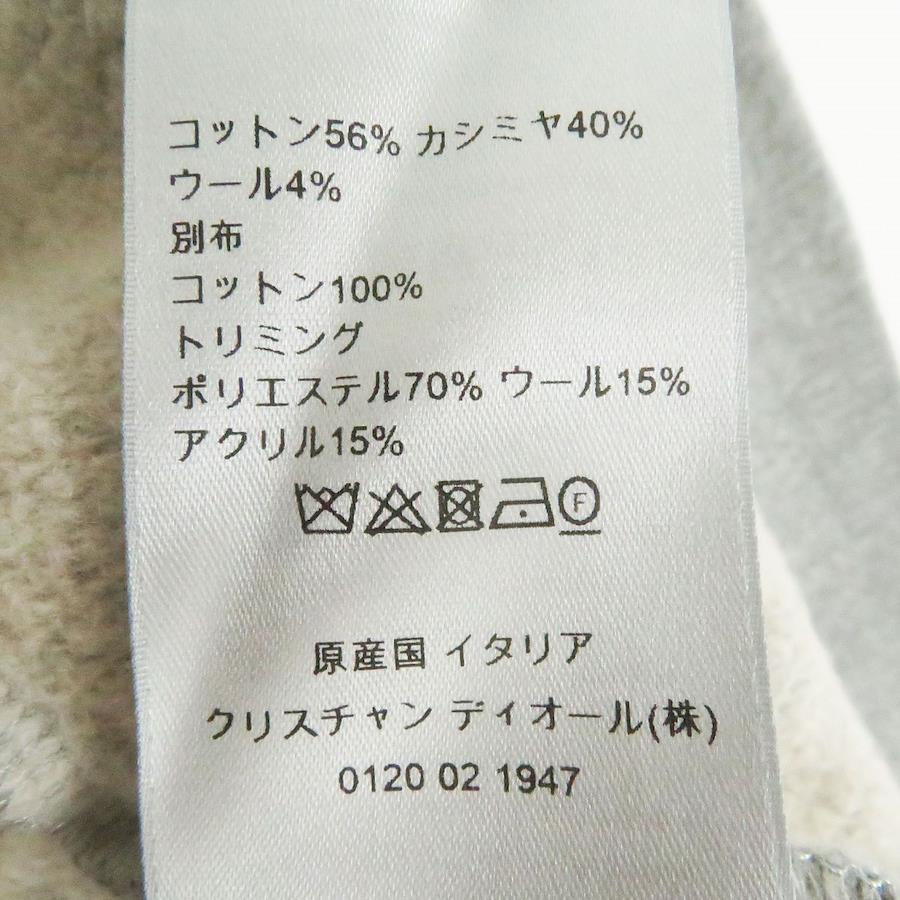 コットン56% カシミヤ40%
ウール4%
別布
コットン100%
トリミング
ポリエステル70% ウール15%
アクリル15%
F
原産国 イタリア
クリスチャン ディオール(株)
0120 02 1947